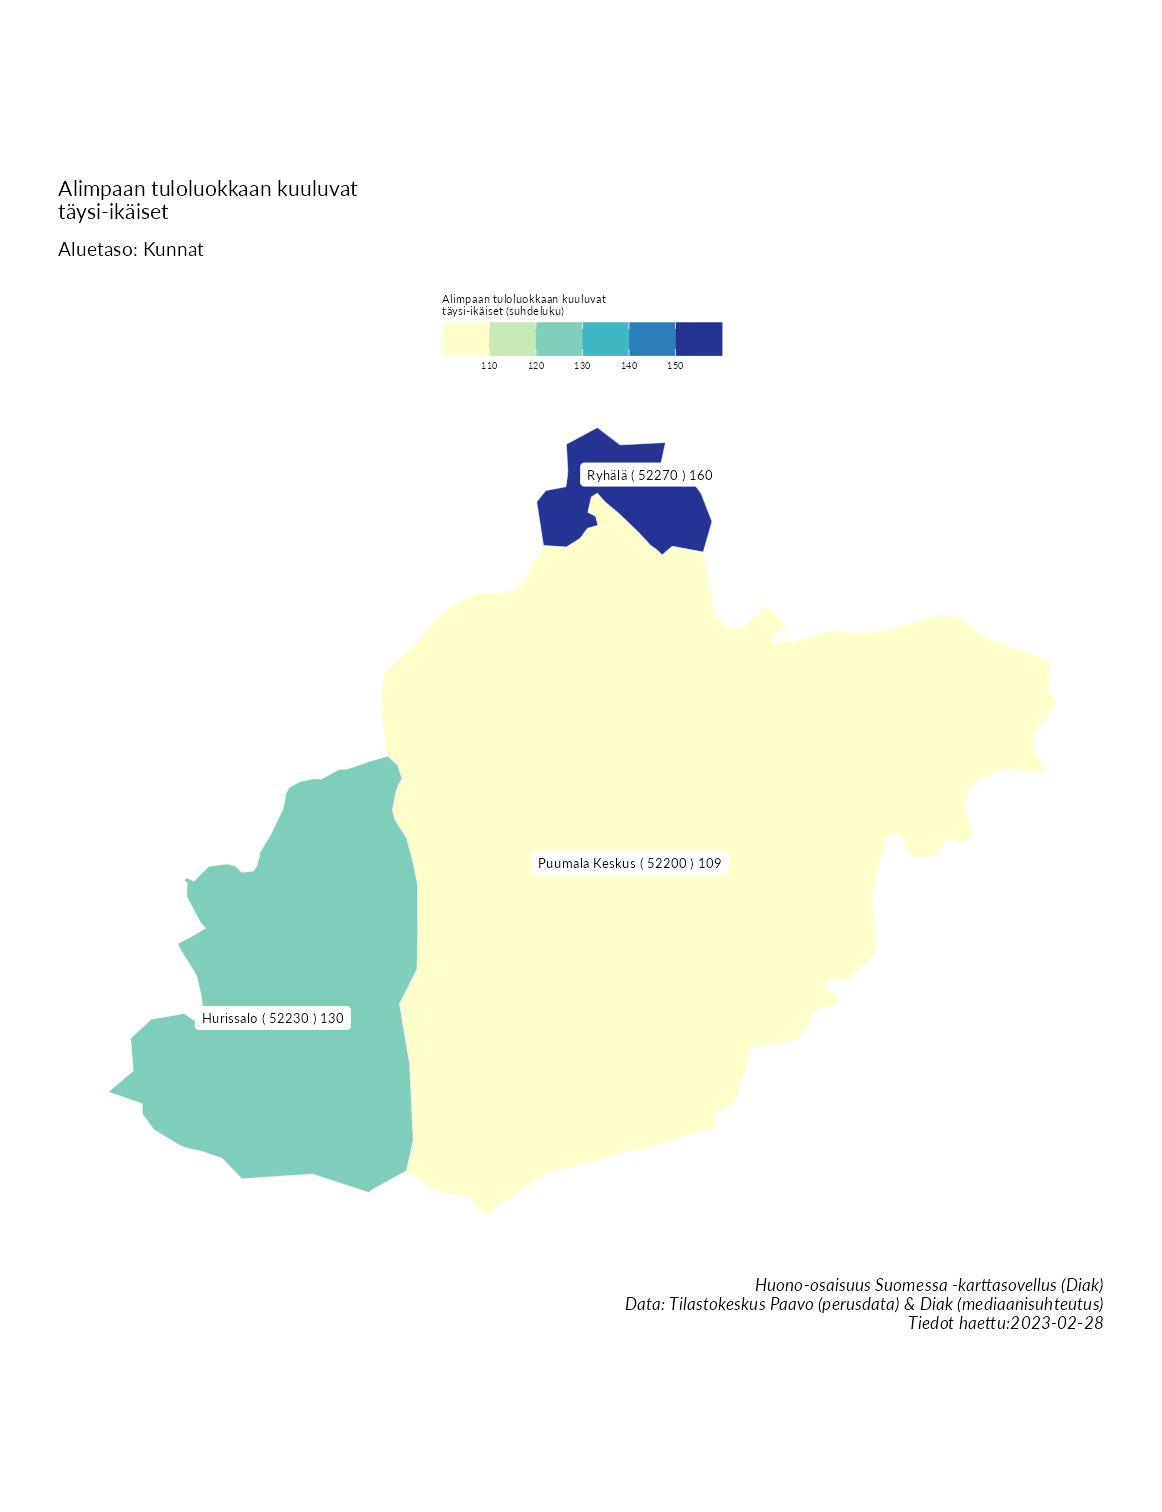 Alimpaan tuloluokkaan kuuluvat
täysi-ikäiset
Aluetaso: Kunnat
Alimpaan tuloluokkaan kuuluvat
täysi-ikäiset (suhdeluku)
110 120 130 140 150
Ryhälä ( 52270 ) 160
Puumala Keskus ( 52200 ) 109
Hurissalo ( 52230 ) 130
Huono-osaisuus Suomessa -karttasovellus (Diak)
Data: Tilastokeskus Paavo (perusdata) & Diak (mediaanisuhteutus)
Tiedot haettu:2023-02-28